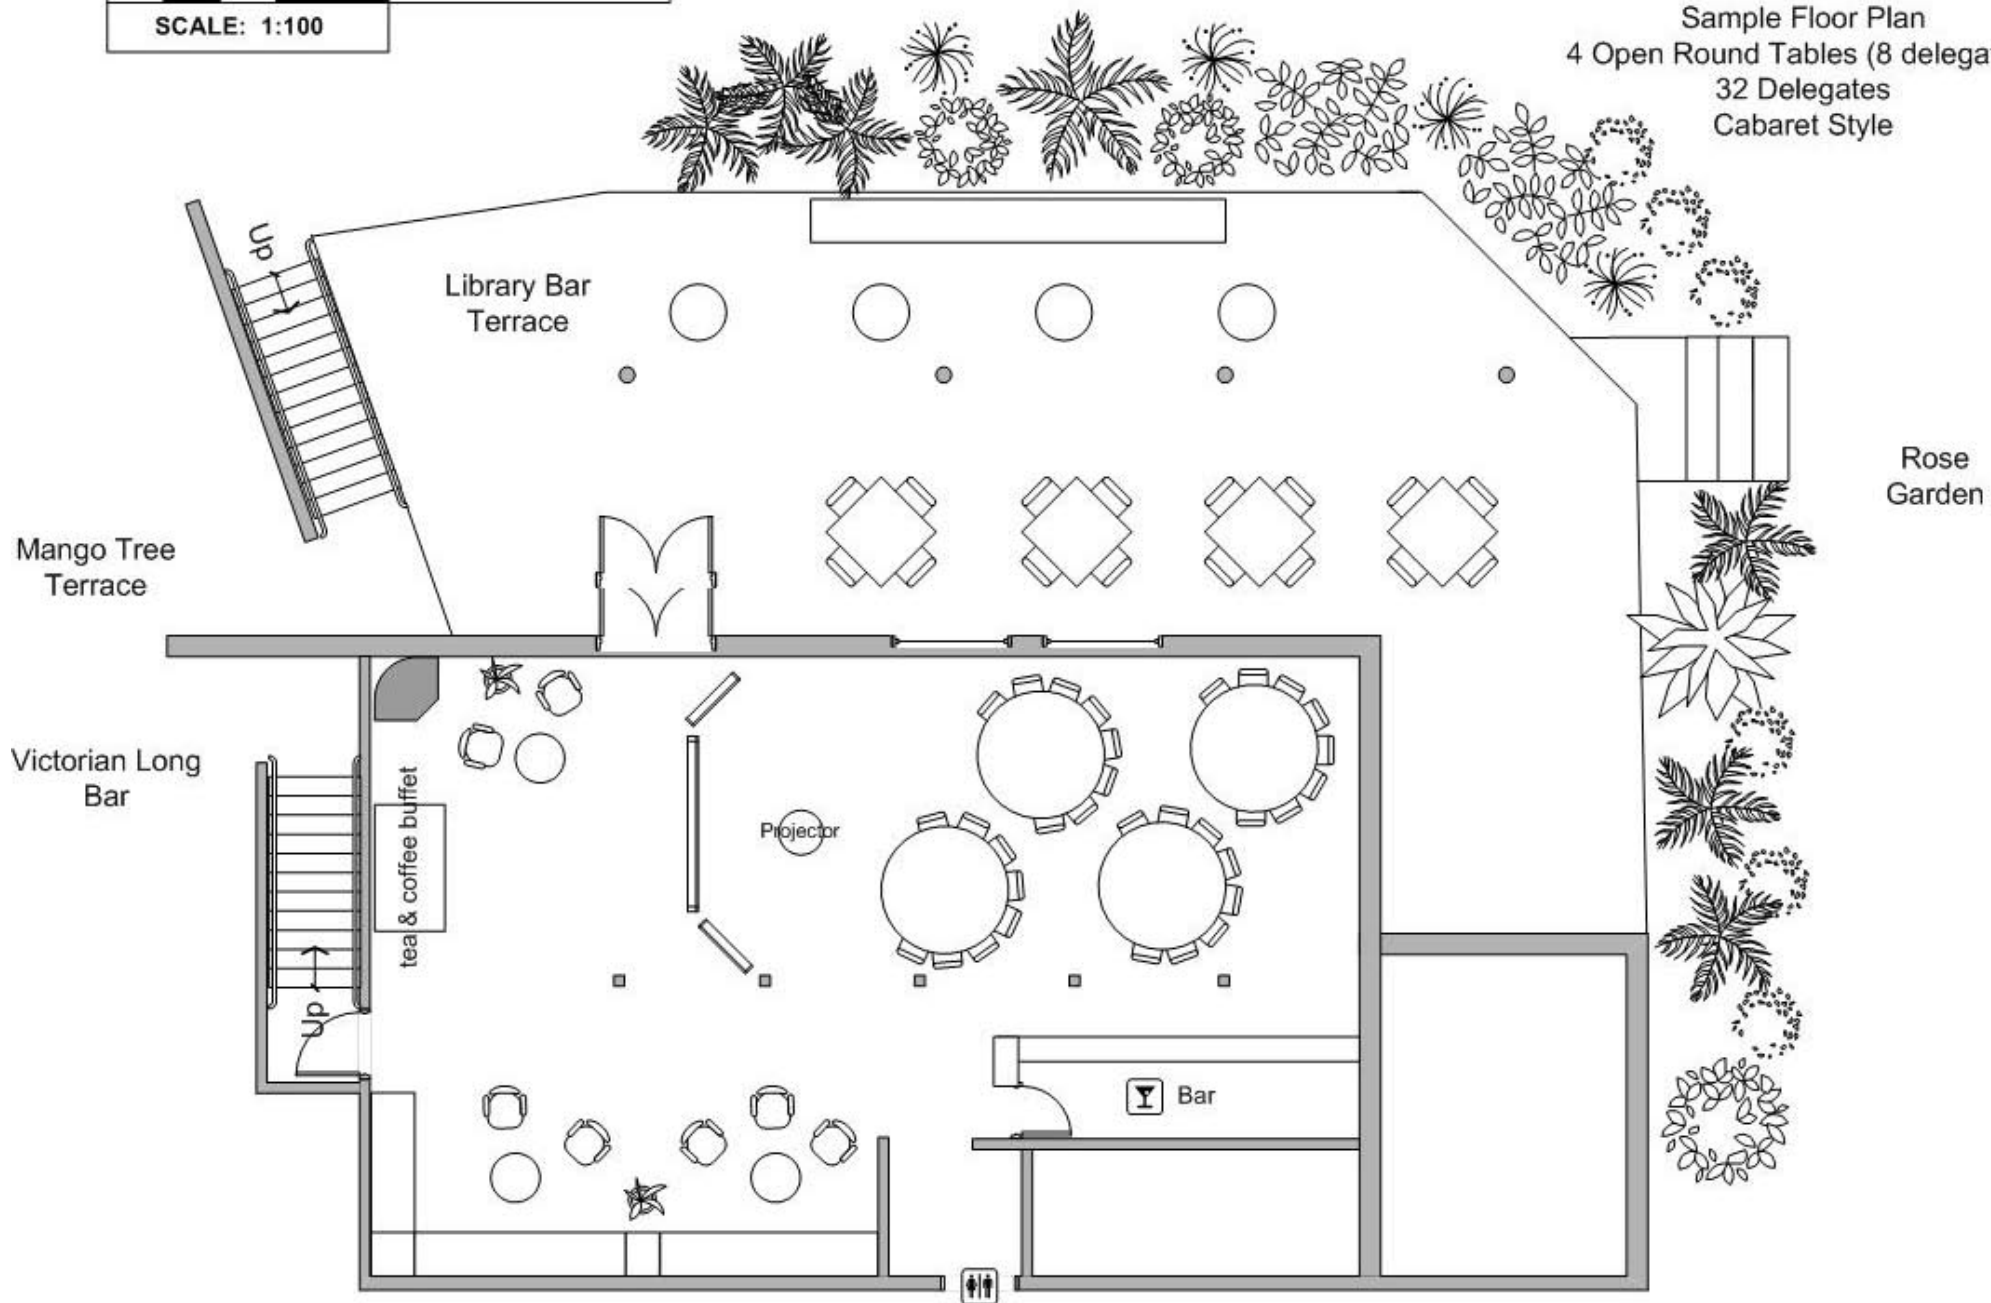 SCALE: 1:100
Sample Floor Plan
4 Open Round Tables (8 delega
32 Delegates
Cabaret Style
Up
Library Bar
Terrace
Rose
Garden
Mango Tree
Terrace
Victorian Long
Bar
tea & coffee buffet
Projector
Up
Bar